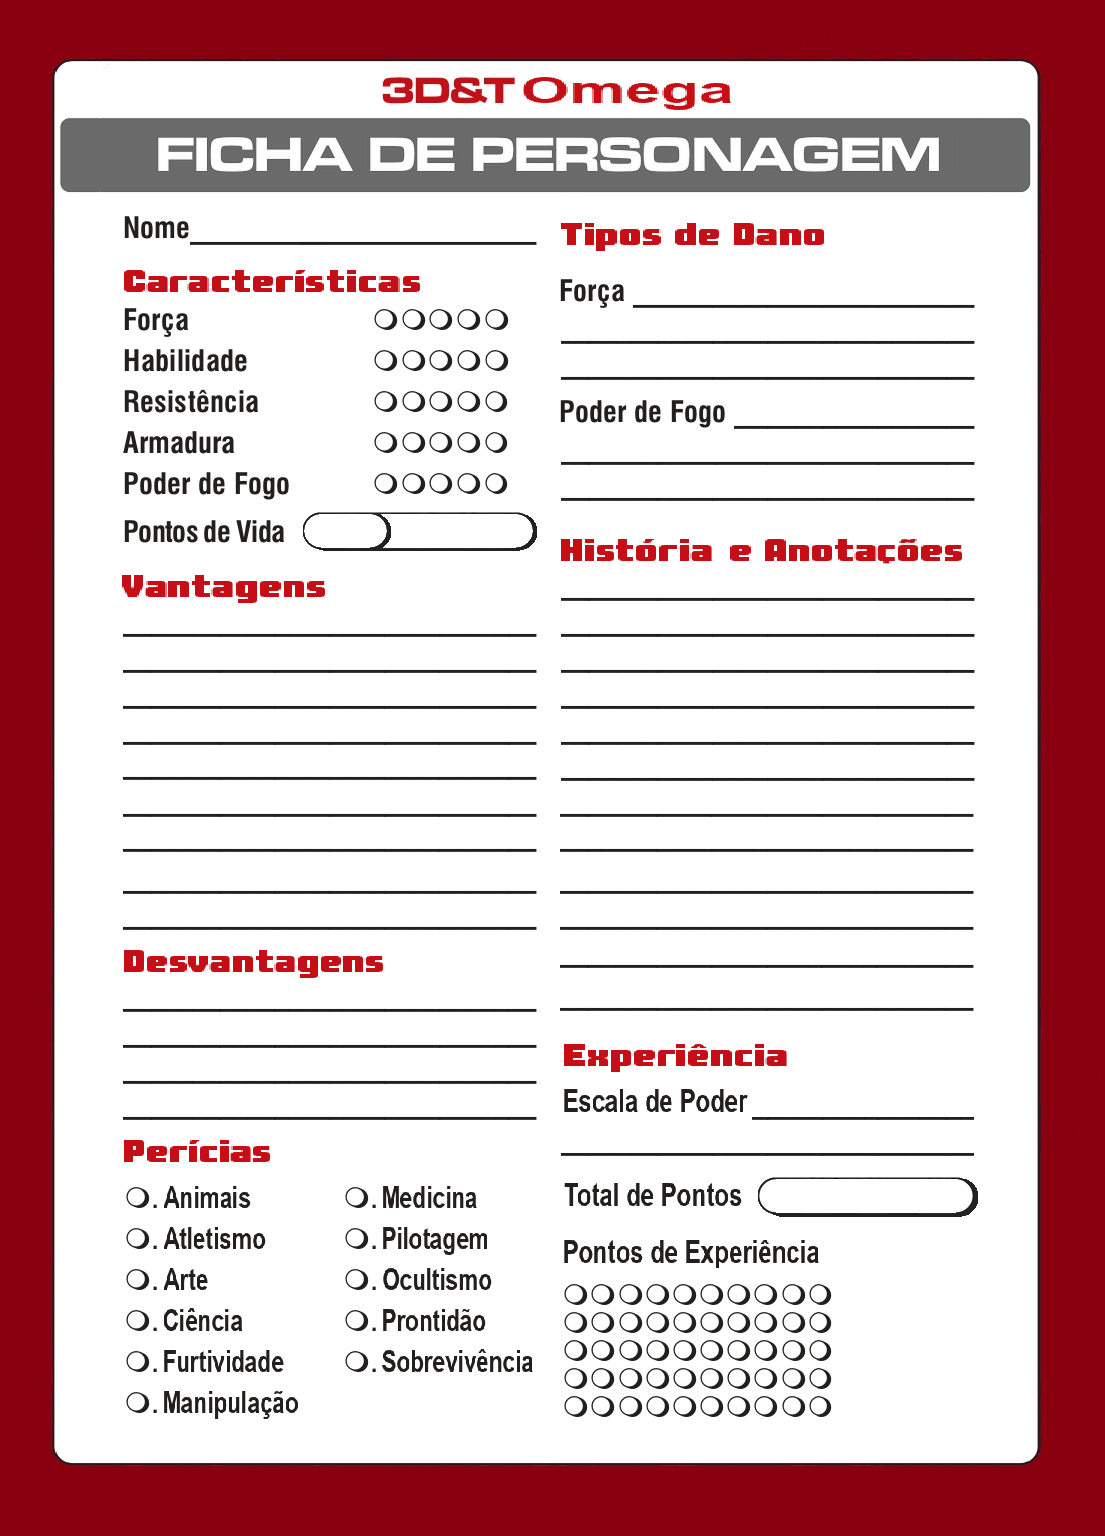 3D&T Omega
FICHA DE PERSONAGEM
Nome
Características
Força
Habilidade
Resistência
Armadura
Poder de Fogo
Pontos de Vida
Vantagens
Desvantagens
Perícias
. Animais
. Atletismo
. Arte
. Ciência
. Furtividade
. Manipulação
. Medicina
. Pilotagem
. Ocultismo
. Prontidão
. Sobrevivência
Tipos de Dano
Força
Poder de Fogo
História e Anotações
Experiência
Escala de Poder
Total de Pontos
Pontos de Experiência